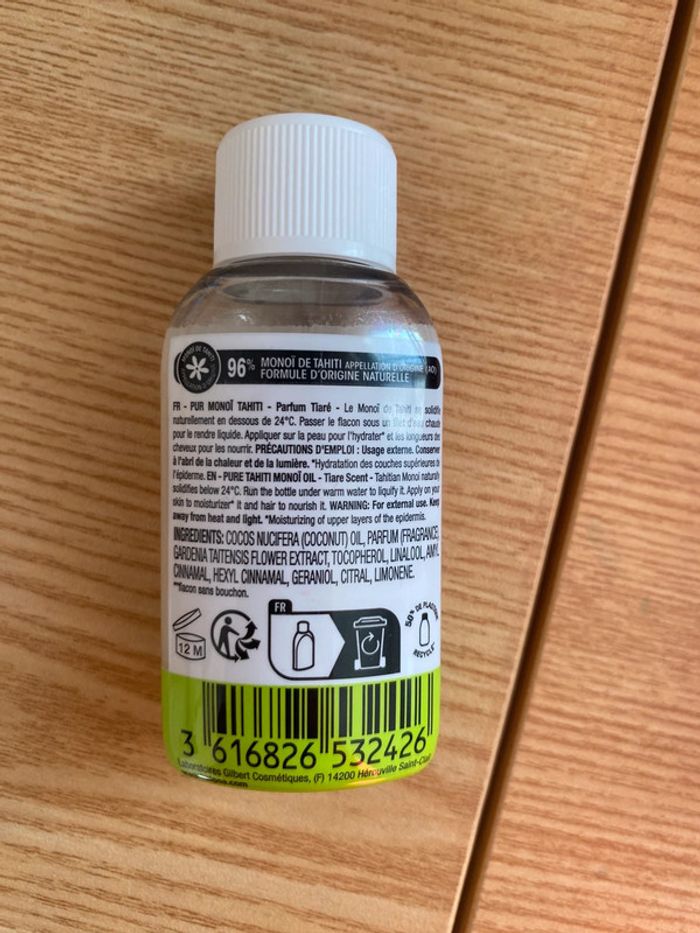 MONOÏ DE TAHITI
APPELLATION D'ORIGINE
96% MONOÏ DE TAHITI APPELLATION D'ORIGINE (AO)
FORMULE D'ORIGINE NATURELLE
FR - PUR MONOÏ TAHITI - Parfum Tiaré - Le Monoï de Tahiti se solidifie
naturellement en dessous de 24°C. Passer le flacon sous un filet d'eau chaude
pour le rendre liquide. Appliquer sur la peau pour l'hydrater* et les longueurs des
cheveux pour les nourrir. PRÉCAUTIONS D'EMPLOI : Usage externe. Conserver
à l'abri de la chaleur et de la lumière. *Hydratation des couches supérieures de
l'épiderme. EN - PURE TAHITI MONOI OIL - Tiare Scent - Tahitian Monoi naturally
solidifies below 24°C. Run the bottle under warm water to liquify it. Apply on your
skin to moisturizer* it and hair to nourish it. WARNING: For external use. Keep
away from heat and light. *Moisturizing of upper layers of the epidermis.
INGREDIENTS: COCOS NUCIFERA (COCONUT) OIL, PARFUM (FRAGRANCE),
GARDENIA TAITENSIS FLOWER EXTRACT, TOCOPHEROL, LINALOOL, AMYL
CINNAMAL, HEXYL CINNAMAL, GERANIOL, CITRAL, LIMONENE.
**flacon sans bouchon.
12 M
FR
50% DE PLASTIQUE
RECYCLÉ**
3 616826 532426
Laboratoires Gilbert Cosmétiques, (F) 14200 Hérouville Saint-Clair